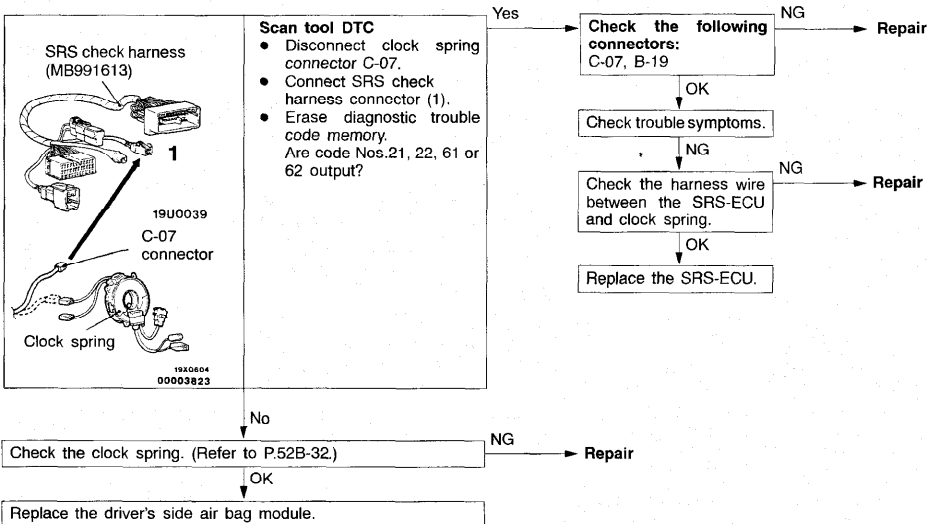 SRS check harness
(MB991613)
1
19U0039
C-07
connector
Clock spring
19X0604
00003823
Scan tool DTC
● Disconnect clock spring
connector C-07.
● Connect SRS check
harness connector (1).
● Erase diagnostic trouble
code memory.
Are code Nos.21, 22, 61 or
62 output?
Yes
Check the following
connectors:
C-07, B-19
NG
Repair
OK
Check trouble symptoms.
NG
Check the harness wire
between the SRS-ECU
and clock spring.
NG
Repair
OK
Replace the SRS-ECU.
No
Check the clock spring. (Refer to P.52B-32.)
NG
Repair
OK
Replace the driver's side air bag module.